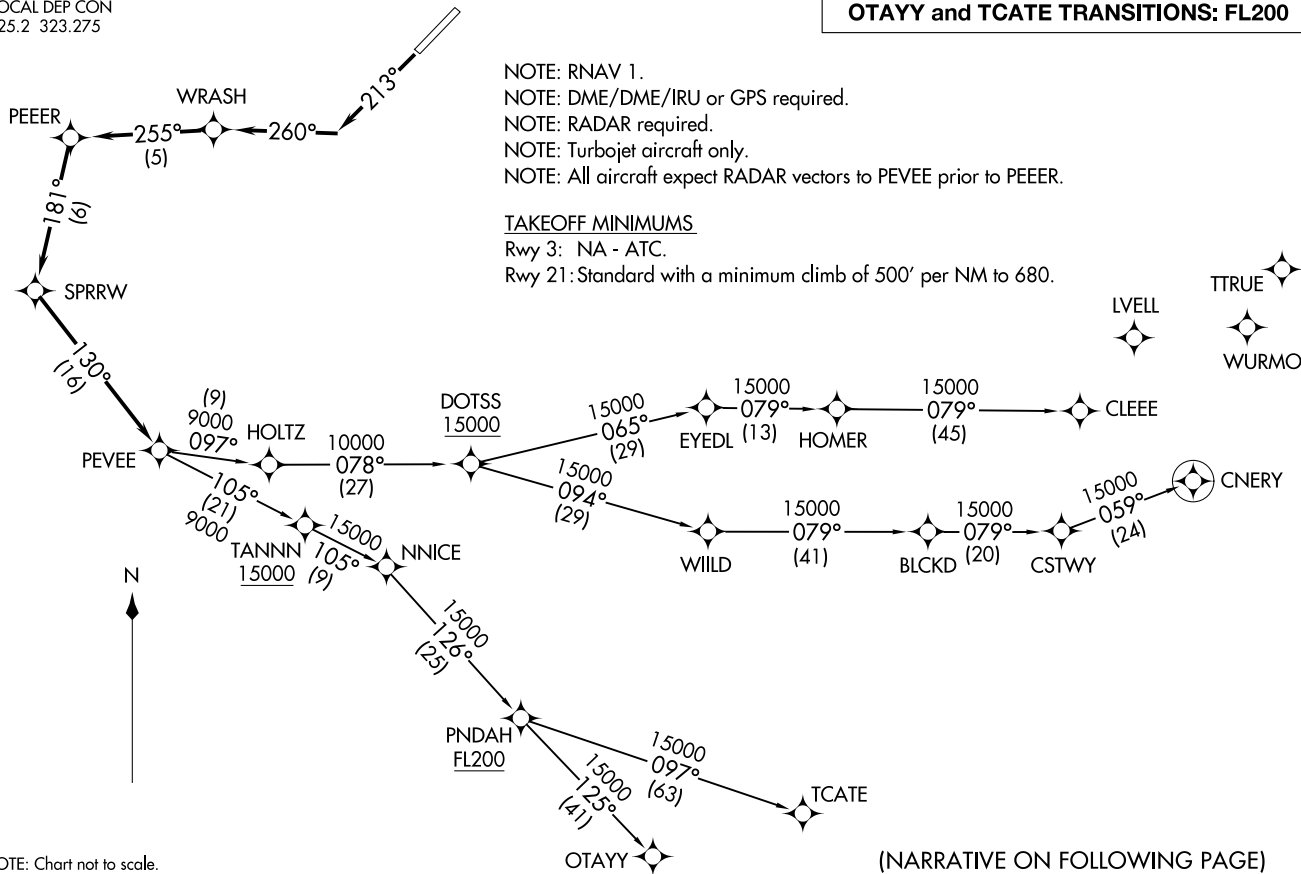 OCAL DEP CON
25.2 323.275
OTAYY and TCATE TRANSITIONS: FL200
NOTE: RNAV 1.
NOTE: DME/DME/IRU or GPS required.
NOTE: RADAR required.
NOTE: Turbojet aircraft only.
NOTE: All aircraft expect RADAR vectors to PEVEE prior to PEEER.
TAKEOFF MINIMUMS
Rwy 3: NA - ATC.
Rwy 21: Standard with a minimum climb of 500' per NM to 680.
213°
260°
WRASH
255°
(5)
PEEER
181°
(6)
SPRRW
130°
(16)
PEVEE
(9)
9000
097°
HOLTZ
10000
078°
(27)
DOTSS
15000
15000
065°
(29)
EYEDL
15000
079°
(13)
HOMER
15000
079°
(45)
CLEEE
LVELL
TTRUE
WURMO
15000
094°
(29)
WIILD
15000
079°
(41)
BLCKD
15000
079°
(20)
CSTWY
15000
059°
(24)
CNERY
105°
(21)
9000
TANNN
15000
15000
105°
(9)
NNICE
15000
126°
(25)
PNDAH
FL200
15000
097°
(63)
TCATE
15000
125°
(41)
OTAYY
N
OTE: Chart not to scale.
(NARRATIVE ON FOLLOWING PAGE)